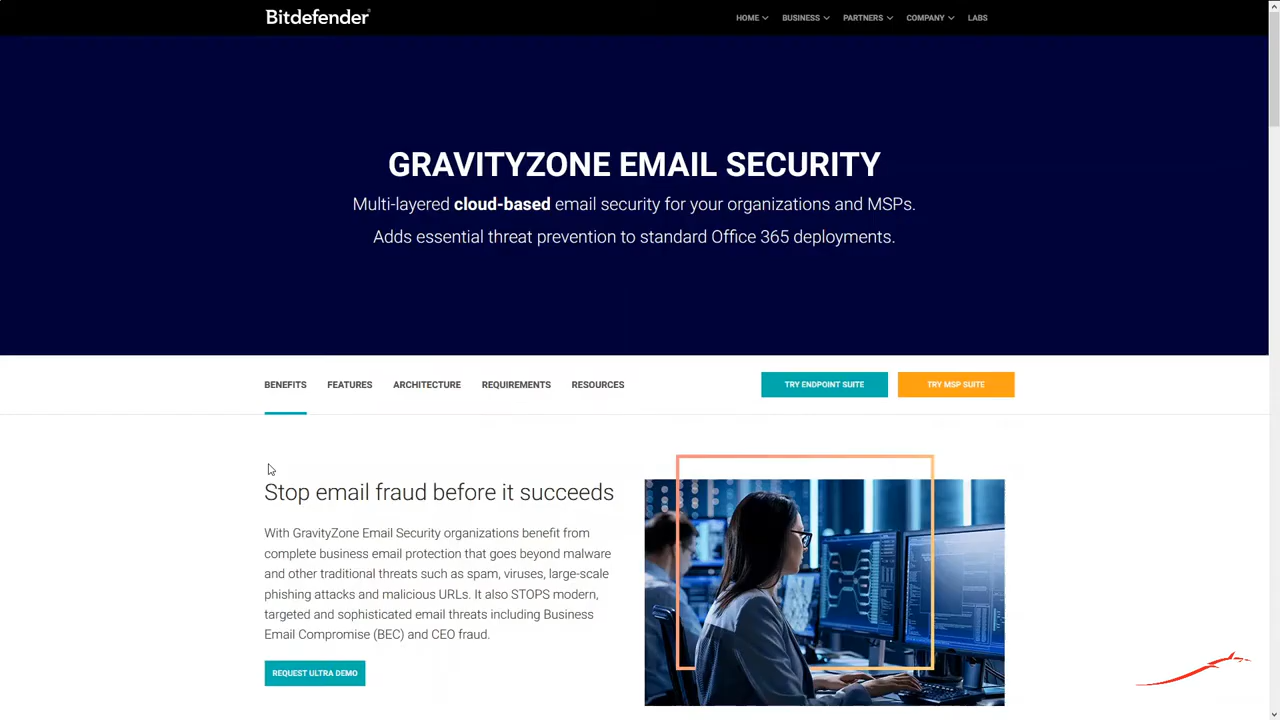 Bitdefender®
HOME BUSINESS PARTNERS COMPANY LABS
GRAVITYZONE EMAIL SECURITY
Multi-layered cloud-based email security for your organizations and MSPs.
Adds essential threat prevention to standard Office 365 deployments.
BENEFITS FEATURES ARCHITECTURE REQUIREMENTS RESOURCES TRY ENDPOINT SUITE TRY MSP SUITE
Stop email fraud before it succeeds
With GravityZone Email Security organizations benefit from
complete business email protection that goes beyond malware
and other traditional threats such as spam, viruses, large-scale
phishing attacks and malicious URLs. It also STOPS modern,
targeted and sophisticated email threats including Business
Email Compromise (BEC) and CEO fraud.
REQUEST ULTRA DEMO